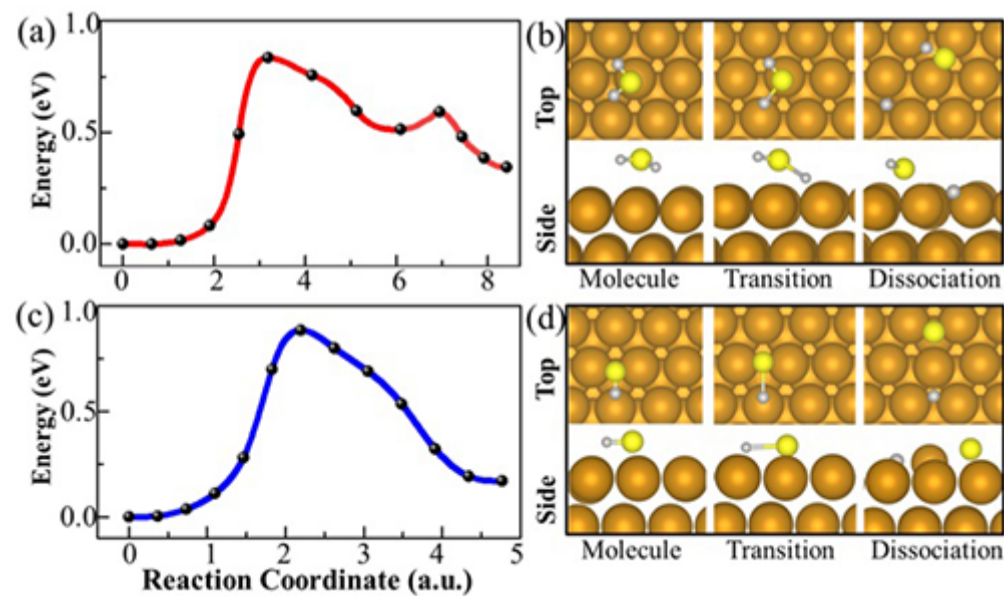 (a)
1.0
0.5
0.0
Energy (eV)
0 2 4 6 8
(b)
Top
Side
Molecule Transition Dissociation
(c)
1.0
0.5
0.0
Energy (eV)
0 1 2 3 4 5
Reaction Coordinate (a.u.)
(d)
Top
Side
Molecule Transition Dissociation